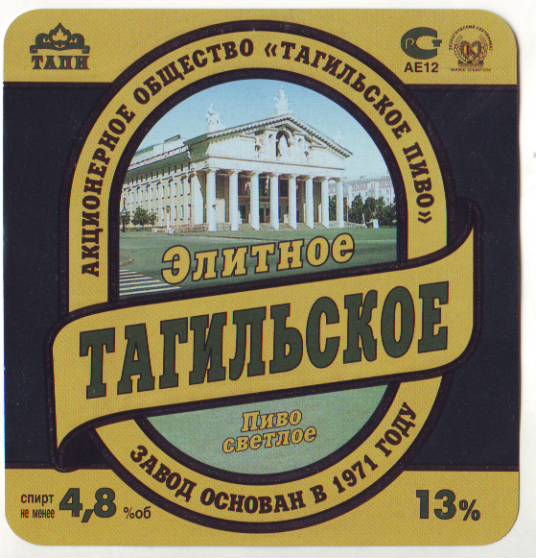 ТАПИ
АЕ12
АКЦИОНЕРНОЕ ОБЩЕСТВО «ТАГИЛЬСКОЕ ПИВО»
Элитное
ТАГИЛЬСКОЕ
Пиво
светлое
ЗАВОД ОСНОВАН В 1971 ГОДУ
спирт
не менее 4,8 %об
13%